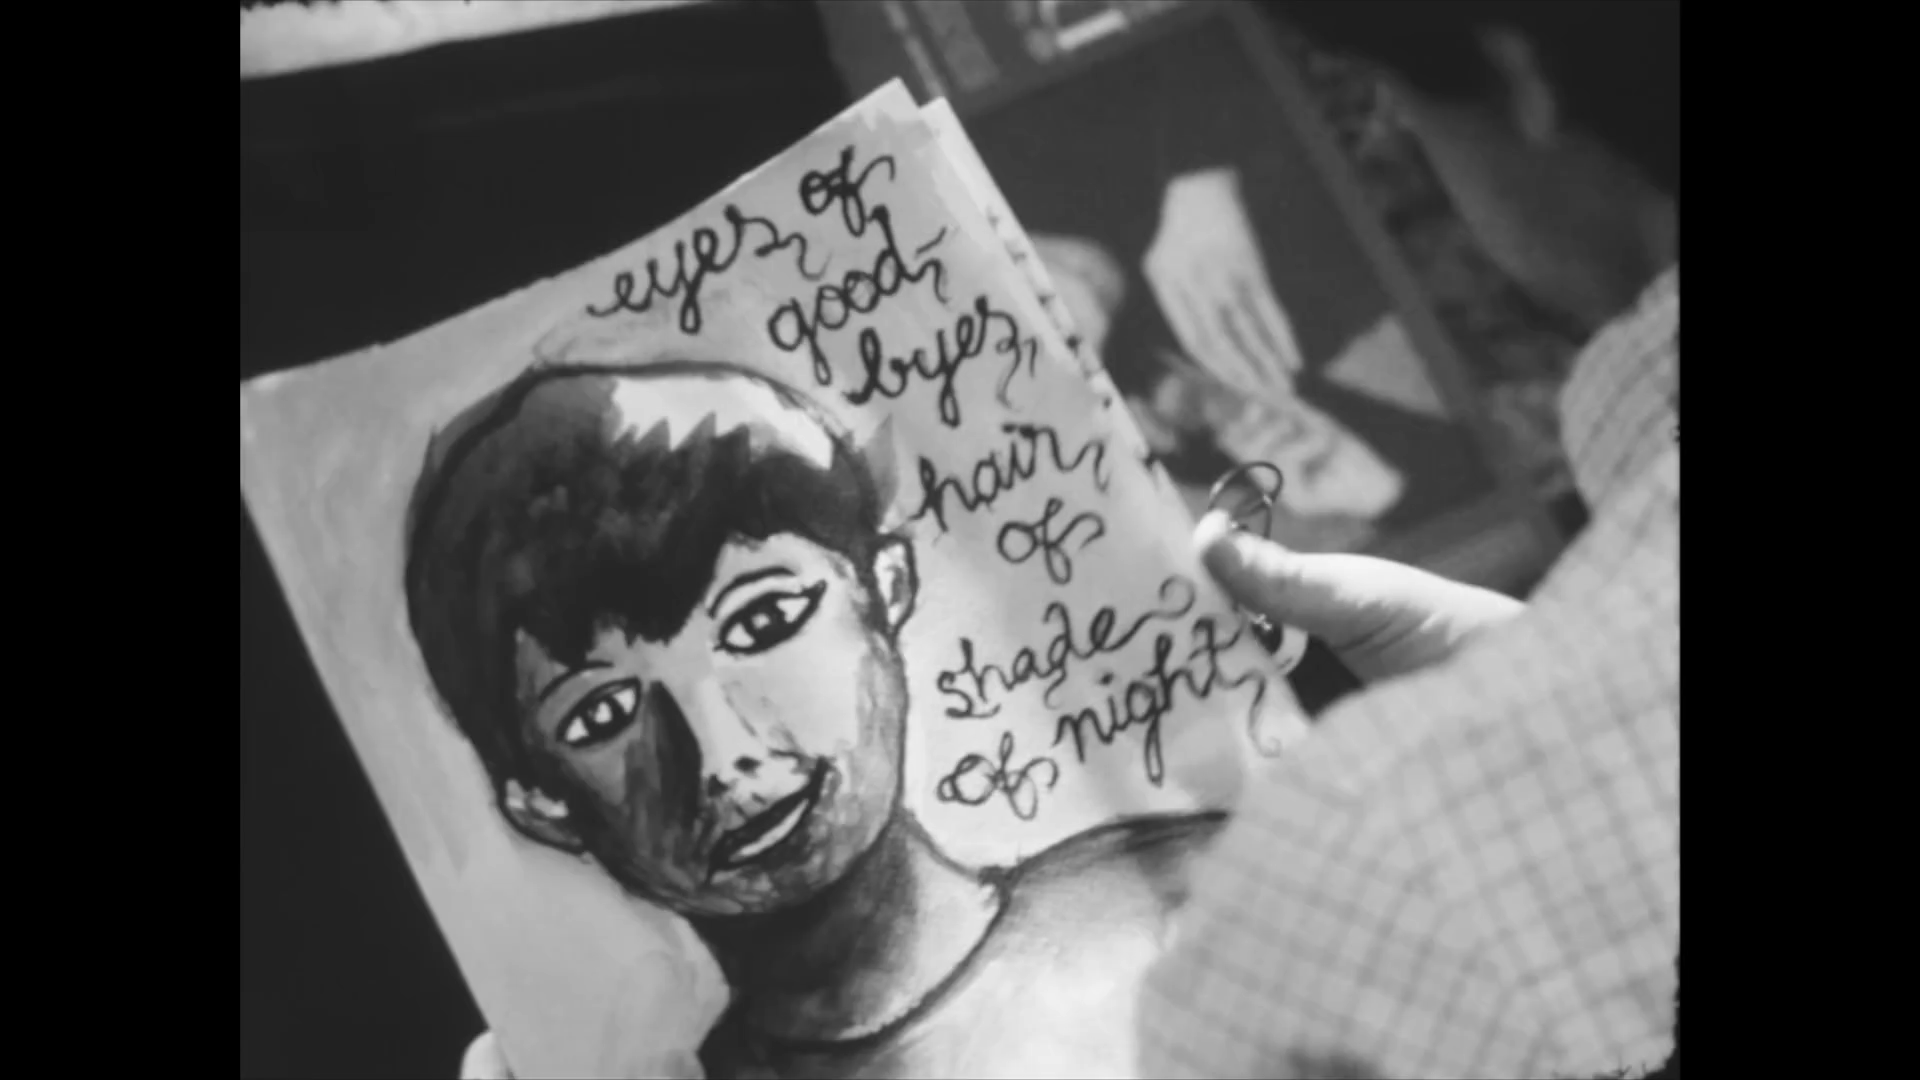 eyes of
good
byes
hair
of
shade
of night